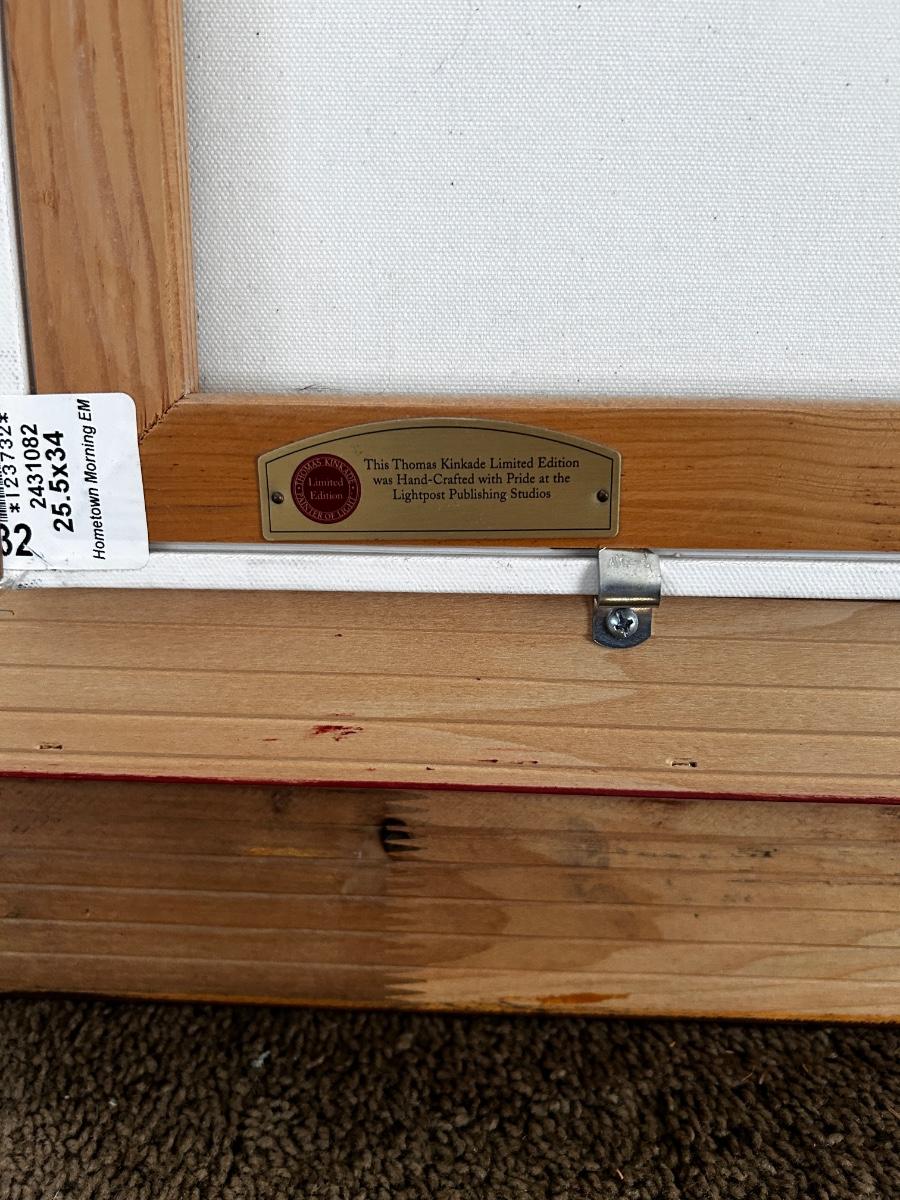 *123732*
2431082
25.5x34
Hometown Morning EM
THOMAS KINKADE
Limited
Edition
PAINTER OF LIGHT
This Thomas Kinkade Limited Edition
was Hand-Crafted with Pride at the
Lightpost Publishing Studios